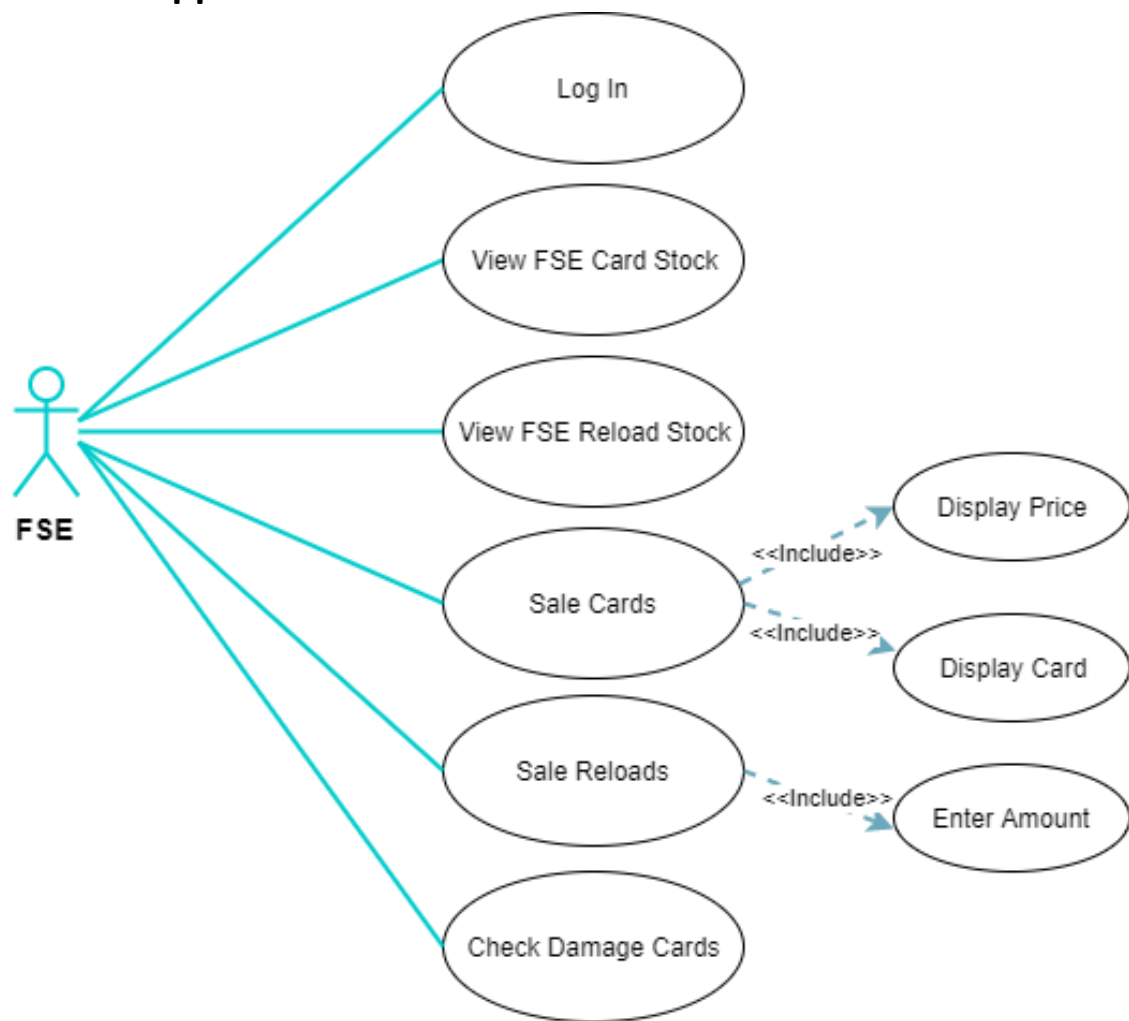 Log In
View FSE Card Stock
View FSE Reload Stock
FSE
Display Price
<<Include>>
Sale Cards
<<Include>>
Display Card
Sale Reloads
<<Include>>
Enter Amount
Check Damage Cards